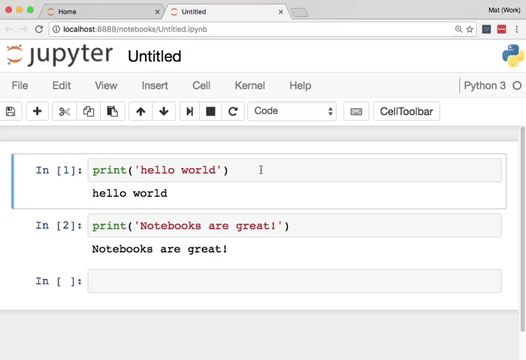 Home
Untitled
Mat (Work)
localhost:8888/notebooks/Untitled.ipynb
jupyter Untitled
File Edit View Insert Cell Kernel Help Python 3
Code CellToolbar
In [1]: print('hello world')
hello world
In [2]: print('Notebooks are great!')
Notebooks are great!
In [ ]: